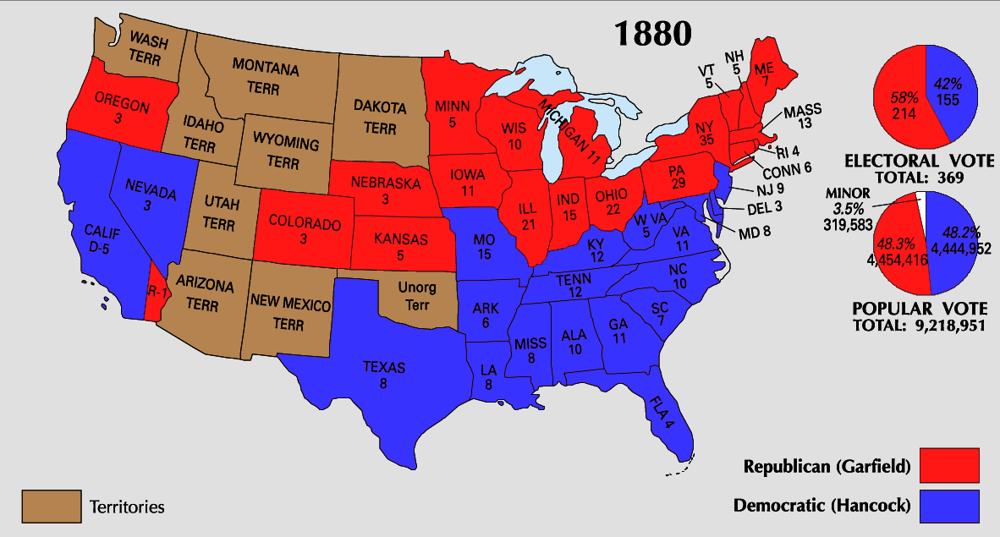 1880
WASH
TERR
MONTANA
TERR
DAKOTA
TERR
IDAHO
TERR
WYOMING
TERR
OREGON
3
MINN
5
WIS
10
MICHIGAN 11
VT
5
NH
5
ME
7
MASS
13
NY
35
RI 4
CONN 6
NJ 9
DEL 3
MD 8
PA
29
NEVADA
3
UTAH
TERR
COLORADO
3
NEBRASKA
3
IOWA
11
KANSAS
5
ILL
21
IND
15
OHIO
22
W VA
5
VA
11
CALIF
D-5
R-1
MO
15
KY
12
NC
10
TENN
12
ARIZONA
TERR
NEW MEXICO
TERR
Unorg
Terr
ARK
6
SC
7
MISS
8
ALA
10
GA
11
TEXAS
8
LA
8
FLA 4
58%
214
42%
155
ELECTORAL VOTE
TOTAL: 369
MINOR
3.5%
319,583
48.3%
4,454,416
48.2%
4,444,952
POPULAR VOTE
TOTAL: 9,218,951
Republican (Garfield)
Democratic (Hancock)
Territories